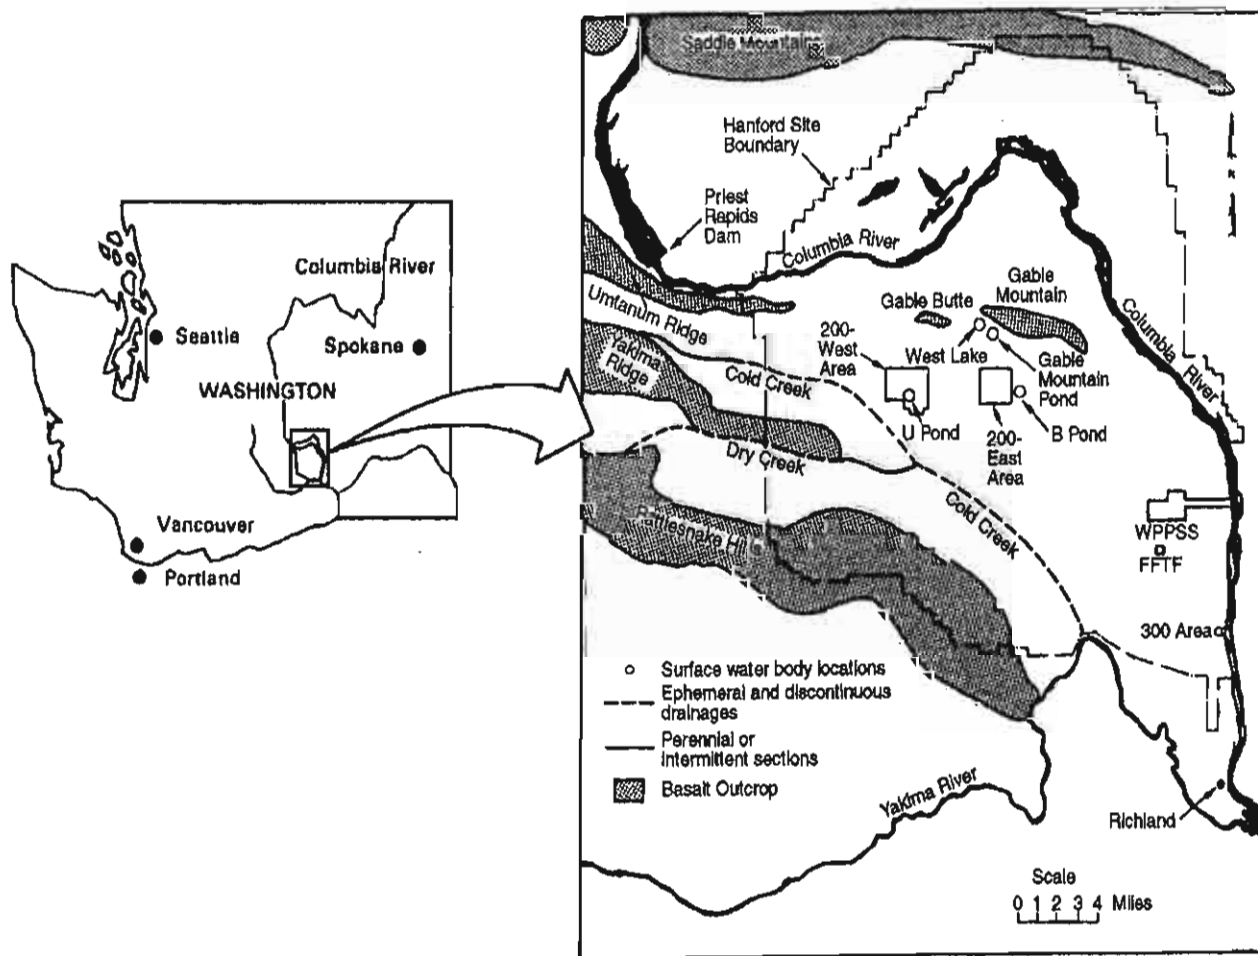 Columbia River
Seattle
Spokane
WASHINGTON
Vancouver
Portland
Saddle Mountains
Hanford Site
Boundary
Priest
Rapids
Dam
Columbia River
Gable
Mountain
Gable Butte
Umtanum Ridge
200-
West
Area
West Lake
Columbia
River
Yakima
Ridge
Cold Creek
Gable
Mountain
Pond
U Pond
200-
East
Area
B Pond
Dry Creek
Cold Creek
WPPSS
FFTF
Rattlesnake Hil
300 Area
Surface water body locations
Ephemeral and discontinuous
drainages
Perennial or
intermittent sections
Basalt Outcrop
Yakima River
Richland
Scale
0 1 2 3 4 Miles